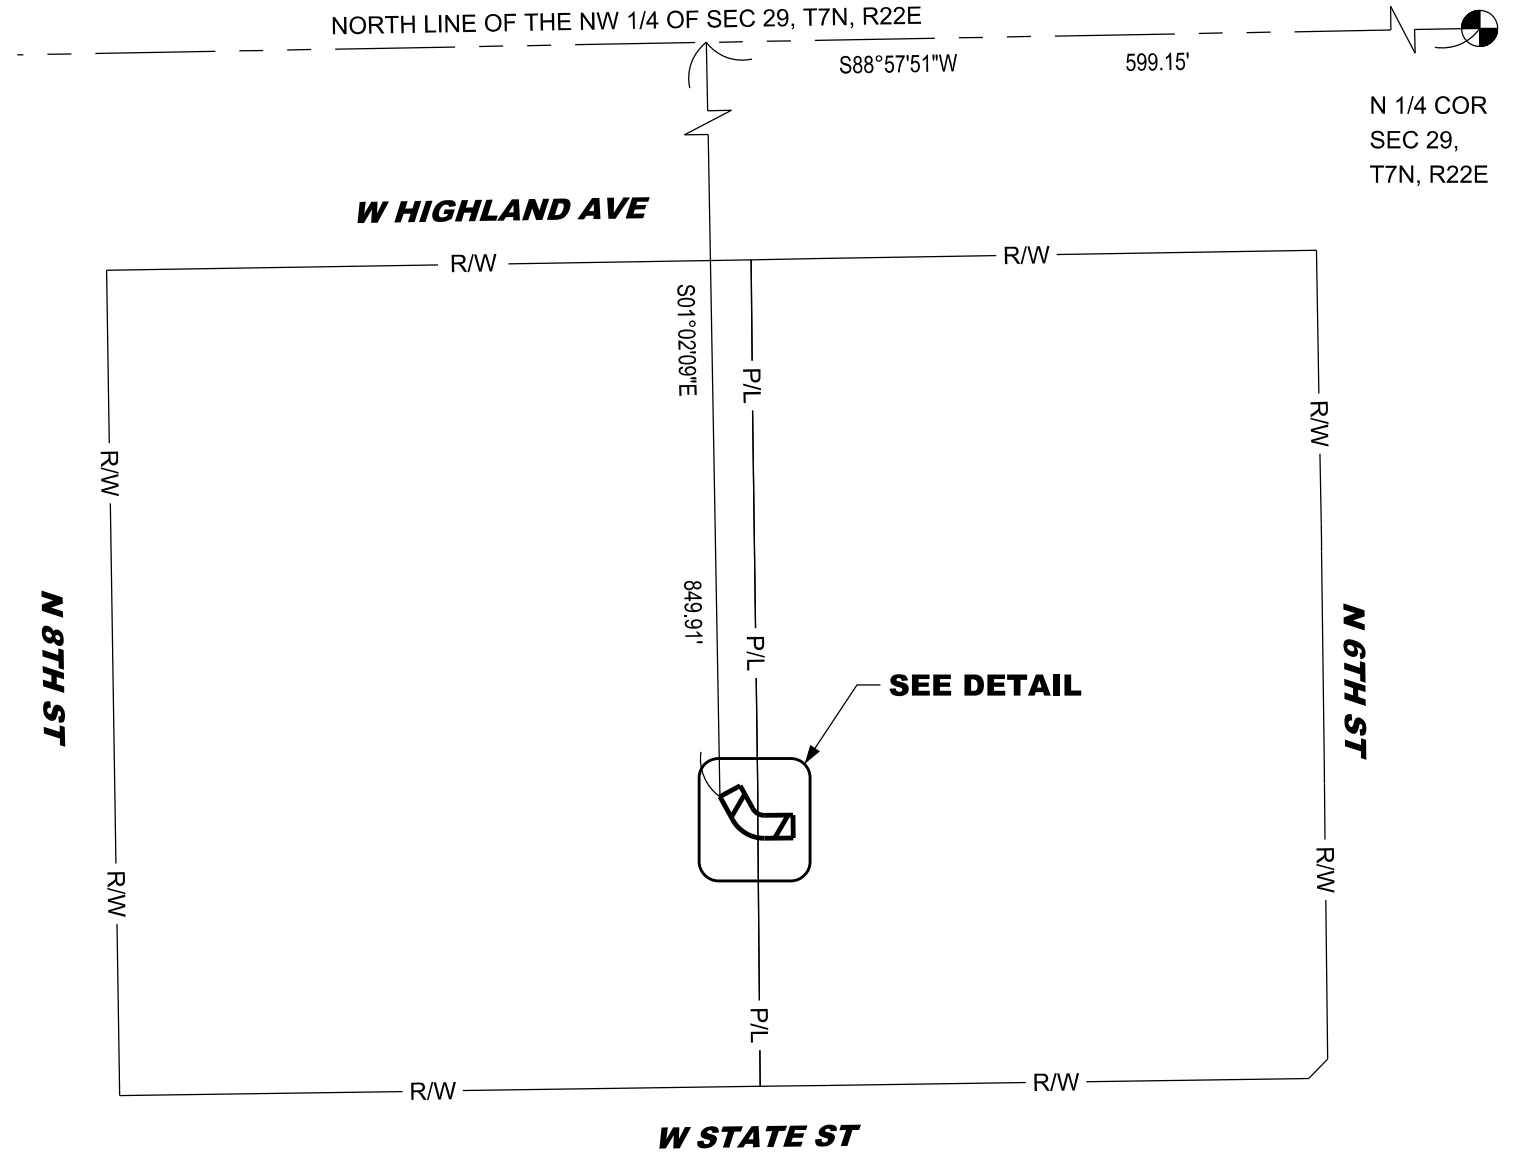 NORTH LINE OF THE NW 1/4 OF SEC 29, T7N, R22E
S88°57'51"W
599.15'
N 1/4 COR
SEC 29,
T7N, R22E
W HIGHLAND AVE
R/W
R/W
S01°02'09"E
P/L
R/W
R/W
849.91'
P/L
N 8TH ST
N 6TH ST
SEE DETAIL
R/W
R/W
P/L
R/W
R/W
W STATE ST